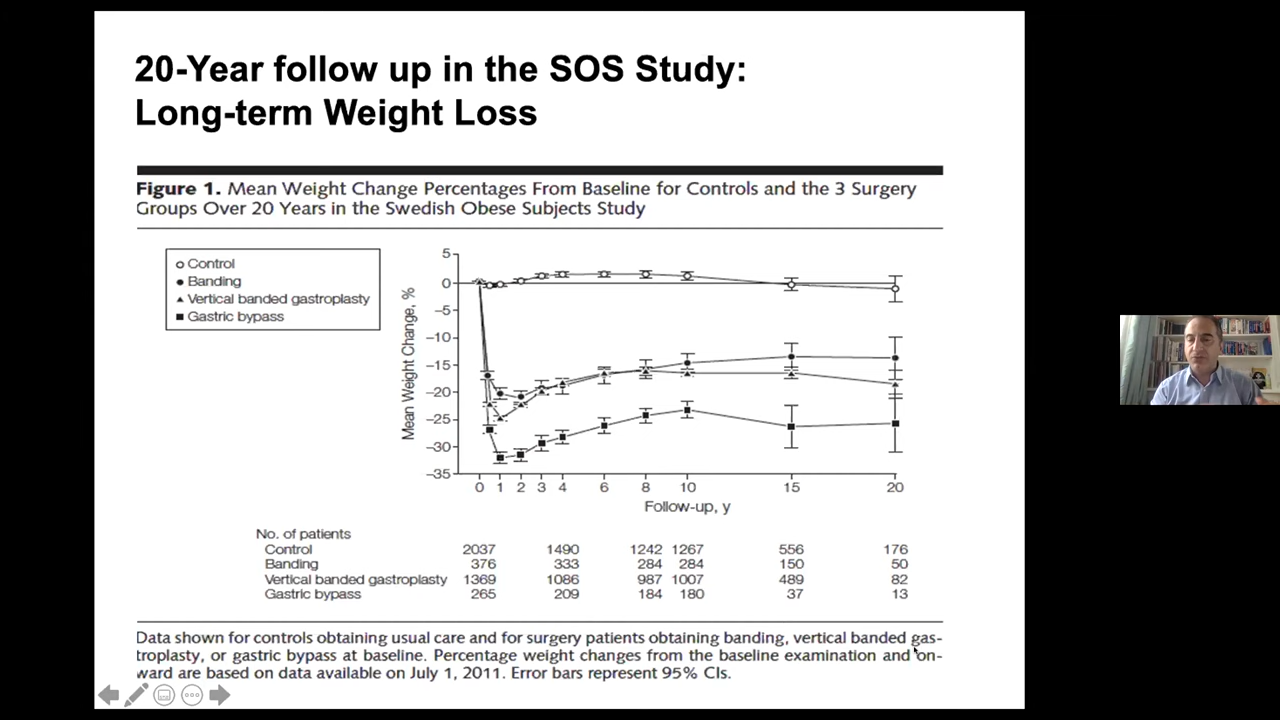 20-Year follow up in the SOS Study:
Long-term Weight Loss
Figure 1. Mean Weight Change Percentages From Baseline for Controls and the 3 Surgery
Groups Over 20 Years in the Swedish Obese Subjects Study
Control
Banding
Vertical banded gastroplasty
Gastric bypass
Mean Weight Change, %
5
0
−5
−10
−15
−20
−25
−30
−35
0 1 2 3 4 6 8 10 15 20
Follow-up, y
No. of patients
Control 2037 1490 1242 1267 556 176
Banding 376 333 284 284 150 50
Vertical banded gastroplasty 1369 1086 987 1007 489 82
Gastric bypass 265 209 184 180 37 13
Data shown for controls obtaining usual care and for surgery patients obtaining banding, vertical banded gas-
troplasty, or gastric bypass at baseline. Percentage weight changes from the baseline examination and on-
ward are based on data available on July 1, 2011. Error bars represent 95% CIs.